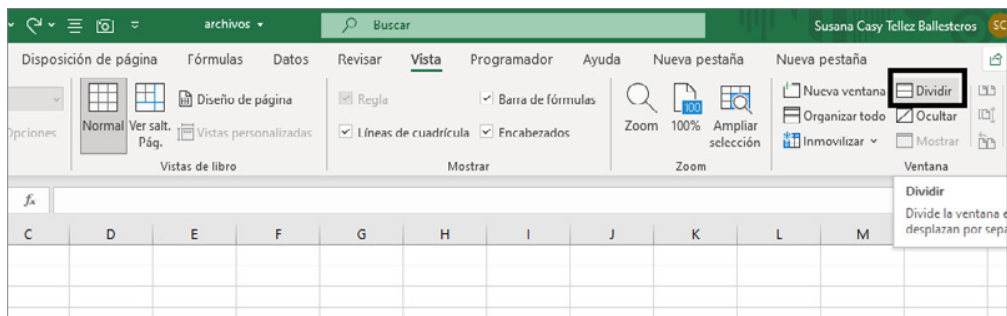 archivos
Buscar
Susana Casy Tellez Ballesteros
SC
Disposición de página Fórmulas Datos Revisar Vista Programador Ayuda Nueva pestaña Nueva pestaña
Opciones
Normal
Ver salt.
Pág.
Diseño de página
Vistas personalizadas
Vistas de libro
Regla
Barra de fórmulas
Líneas de cuadrícula
Encabezados
Mostrar
Zoom
100
100%
Ampliar
selección
Zoom
Nueva ventana
Organizar todo
Inmovilizar
Dividir
Ocultar
Mostrar
Ventana
Dividir
Divide la ventana e
desplazan por sepa
fx
C D E F G H I J K L M